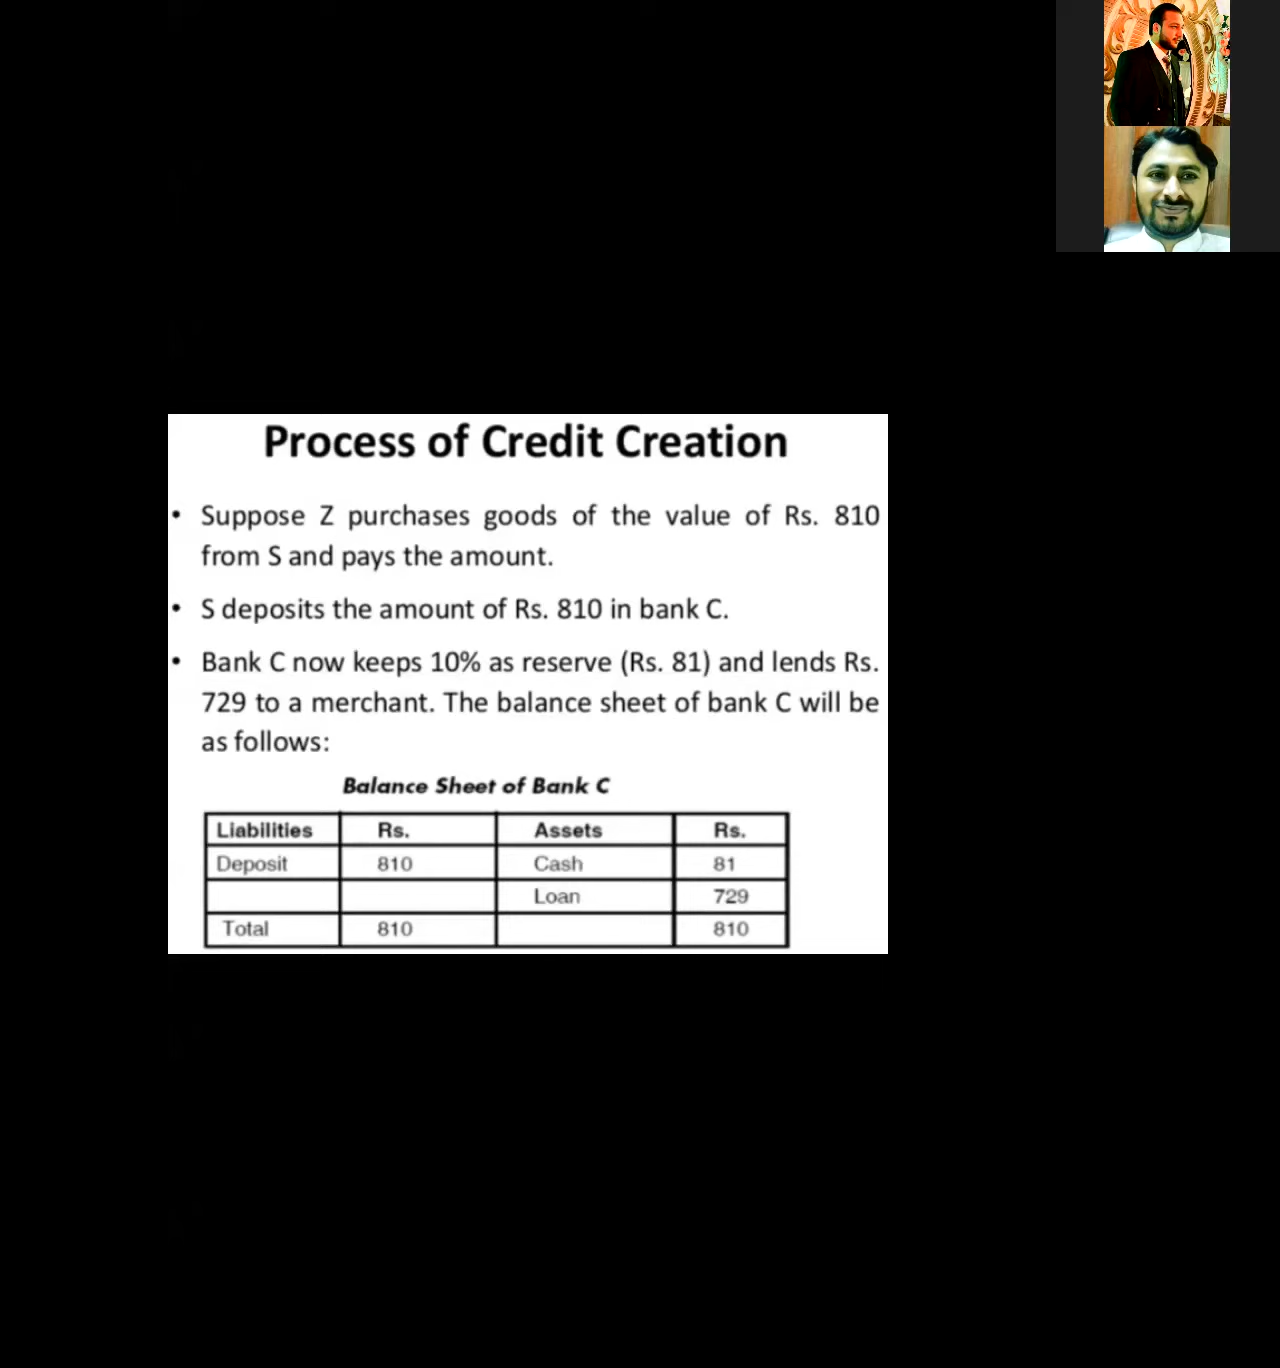 Process of Credit Creation
• Suppose Z purchases goods of the value of Rs. 810
from S and pays the amount.
• S deposits the amount of Rs. 810 in bank C.
• Bank C now keeps 10% as reserve (Rs. 81) and lends Rs.
729 to a merchant. The balance sheet of bank C will be
as follows:
Balance Sheet of Bank C
Liabilities Rs. Assets Rs.
Deposit 810 Cash 81
Loan 729
Total 810 810